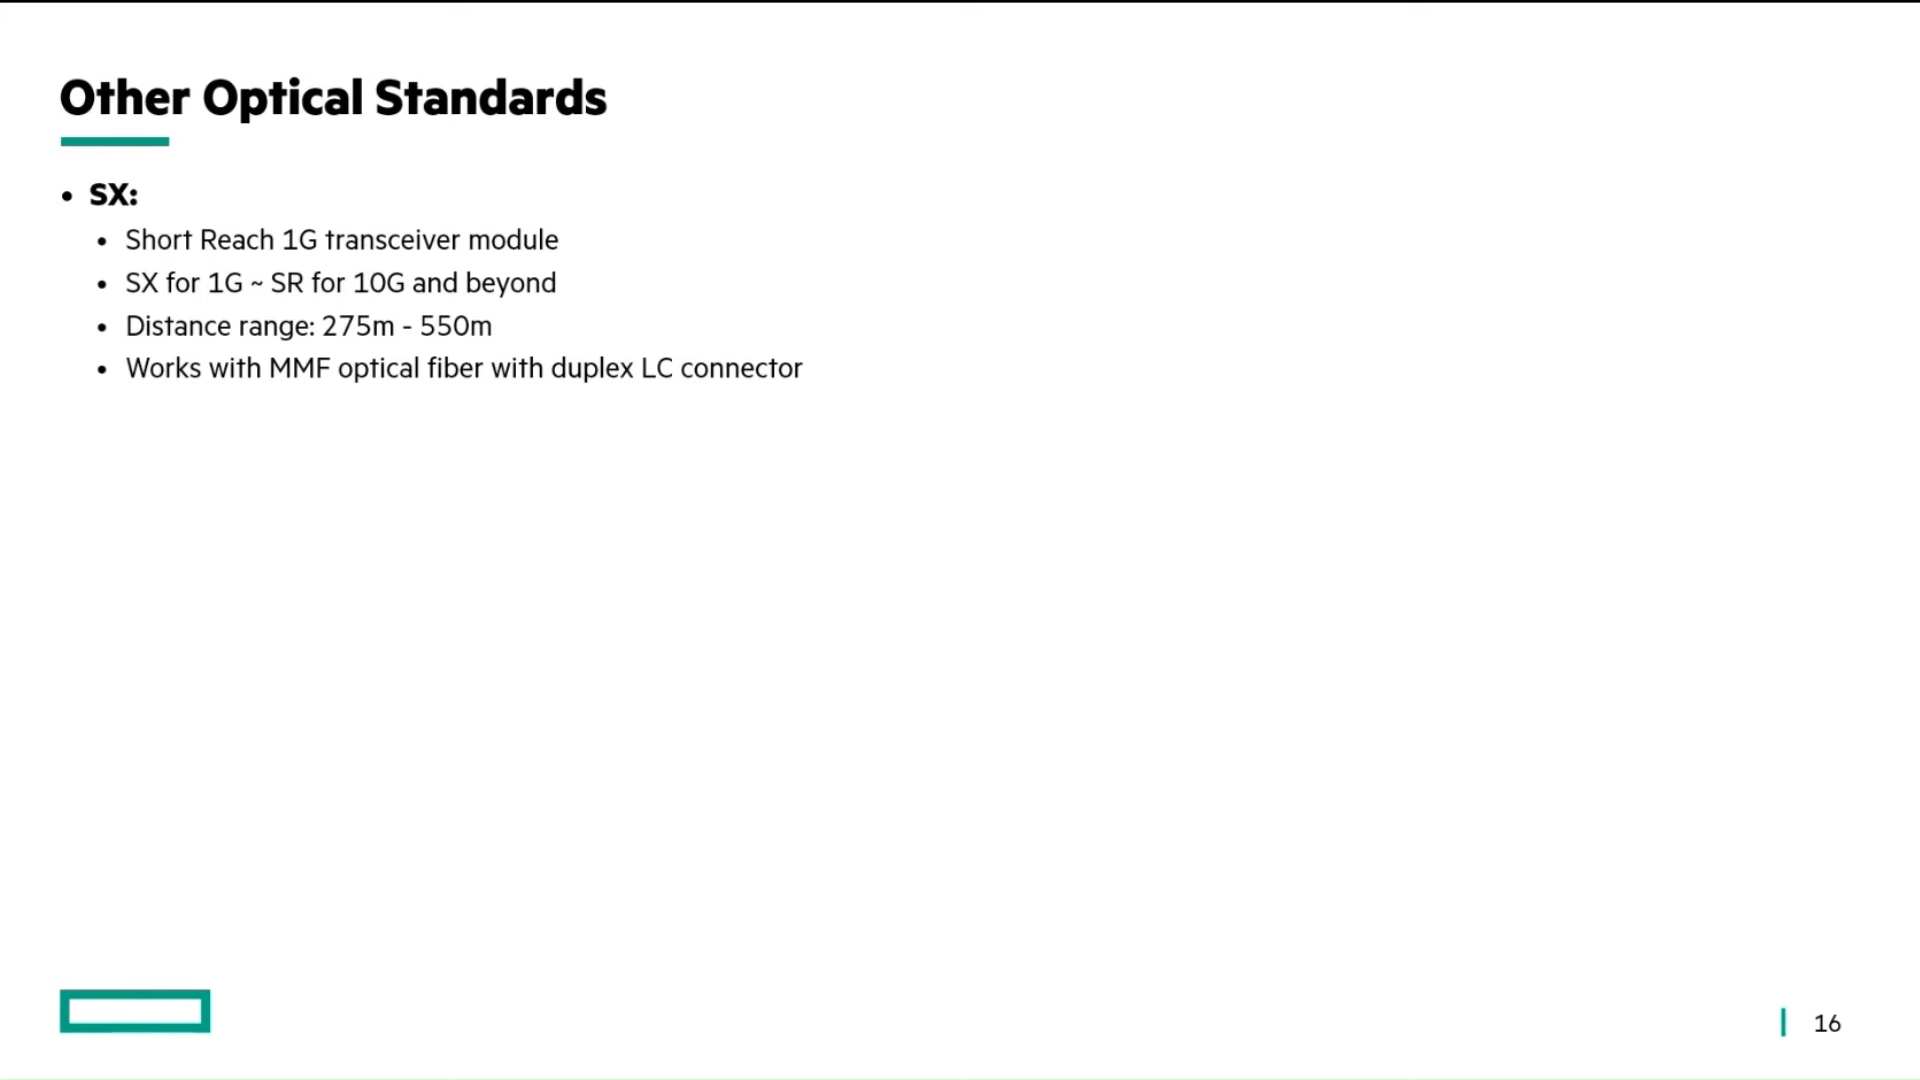 Other Optical Standards
• SX:
• Short Reach 1G transceiver module
• SX for 1G ~ SR for 10G and beyond
• Distance range: 275m - 550m
• Works with MMF optical fiber with duplex LC connector
16